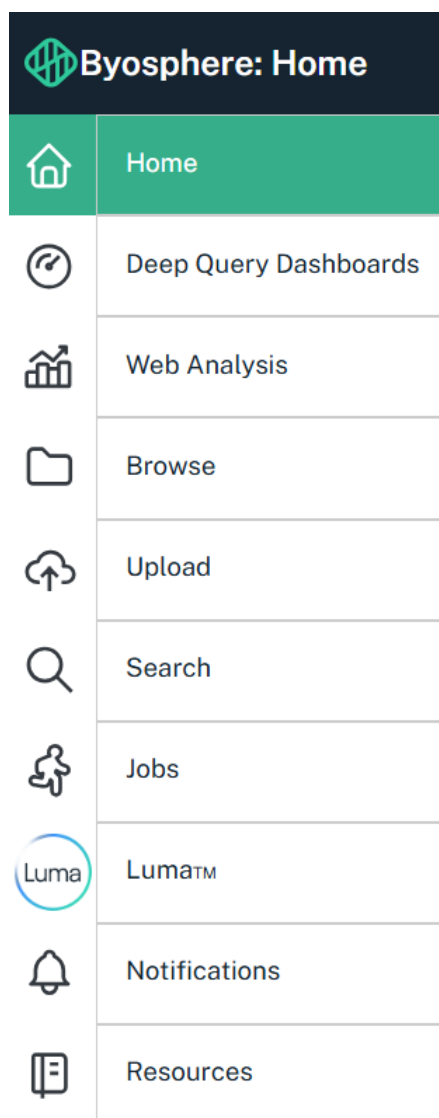 Byosphere: Home
Home
Deep Query Dashboards
Web Analysis
Browse
Upload
Search
Jobs
Luma
Luma™
Notifications
Resources